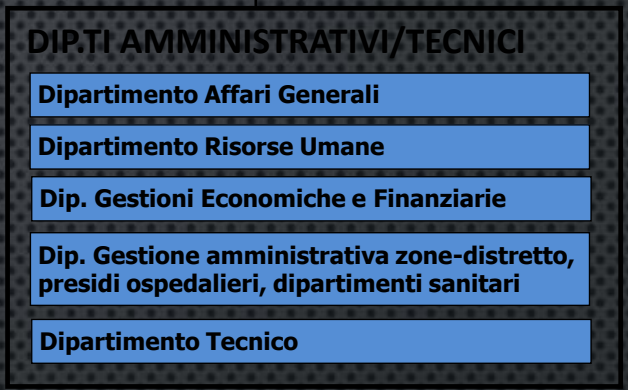 DIP.TI AMMINISTRATIVI/TECNICI
Dipartimento Affari Generali
Dipartimento Risorse Umane
Dip. Gestioni Economiche e Finanziarie
Dip. Gestione amministrativa zone-distretto,
presidi ospedalieri, dipartimenti sanitari
Dipartimento Tecnico